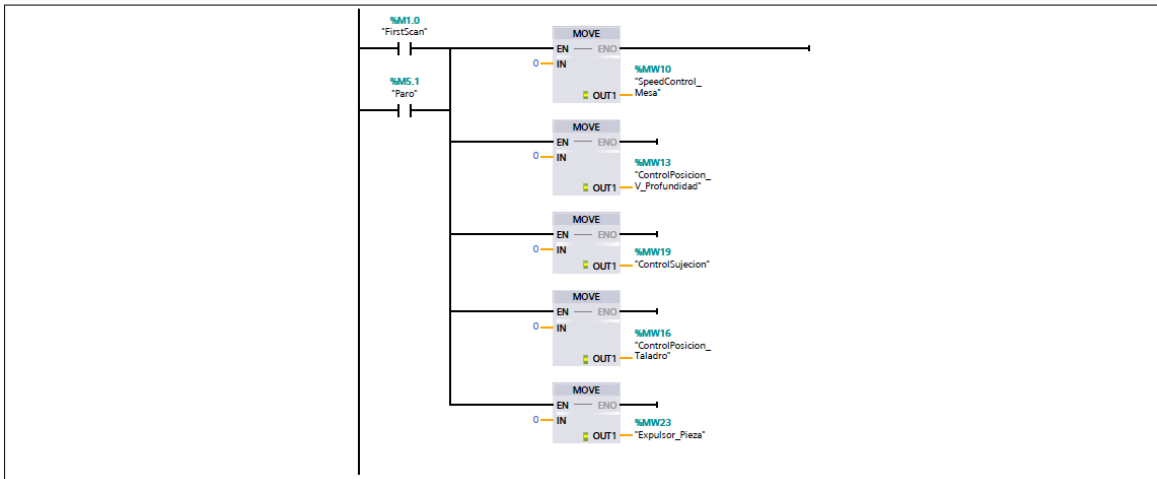 %M1.0
"FirstScan"
MOVE
EN ENO
0 IN
%MW10
"SpeedControl_
OUT1 Mesa"
%M5.1
"Paro"
MOVE
EN ENO
0 IN
%MW13
"ControlPosicion_
OUT1 V_Profundidad"
MOVE
EN ENO
0 IN
%MW19
OUT1 "ControlSujecion"
MOVE
EN ENO
0 IN
%MW16
"ControlPosicion_
OUT1 Taladro"
MOVE
EN ENO
0 IN
%MW23
OUT1 "Expulsor_Pieza"